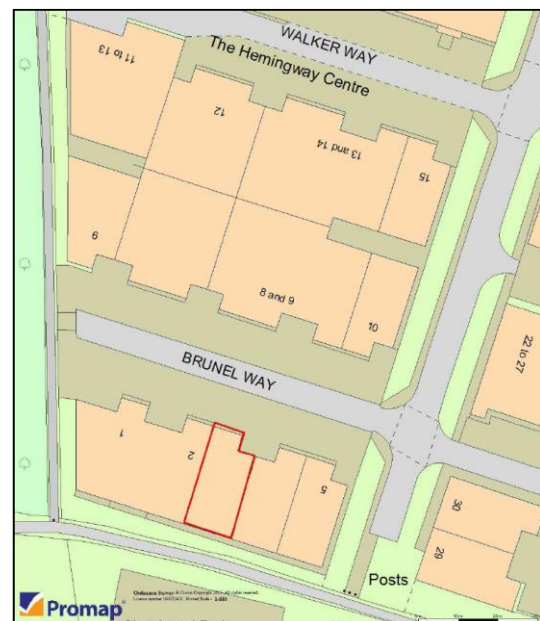 WALKER WAY
The Hemingway Centre
11 to 13
12
13 and 14
15
9
8 and 9
10
22 to 27
BRUNEL WAY
1
2
5
30
29
Posts
Promap